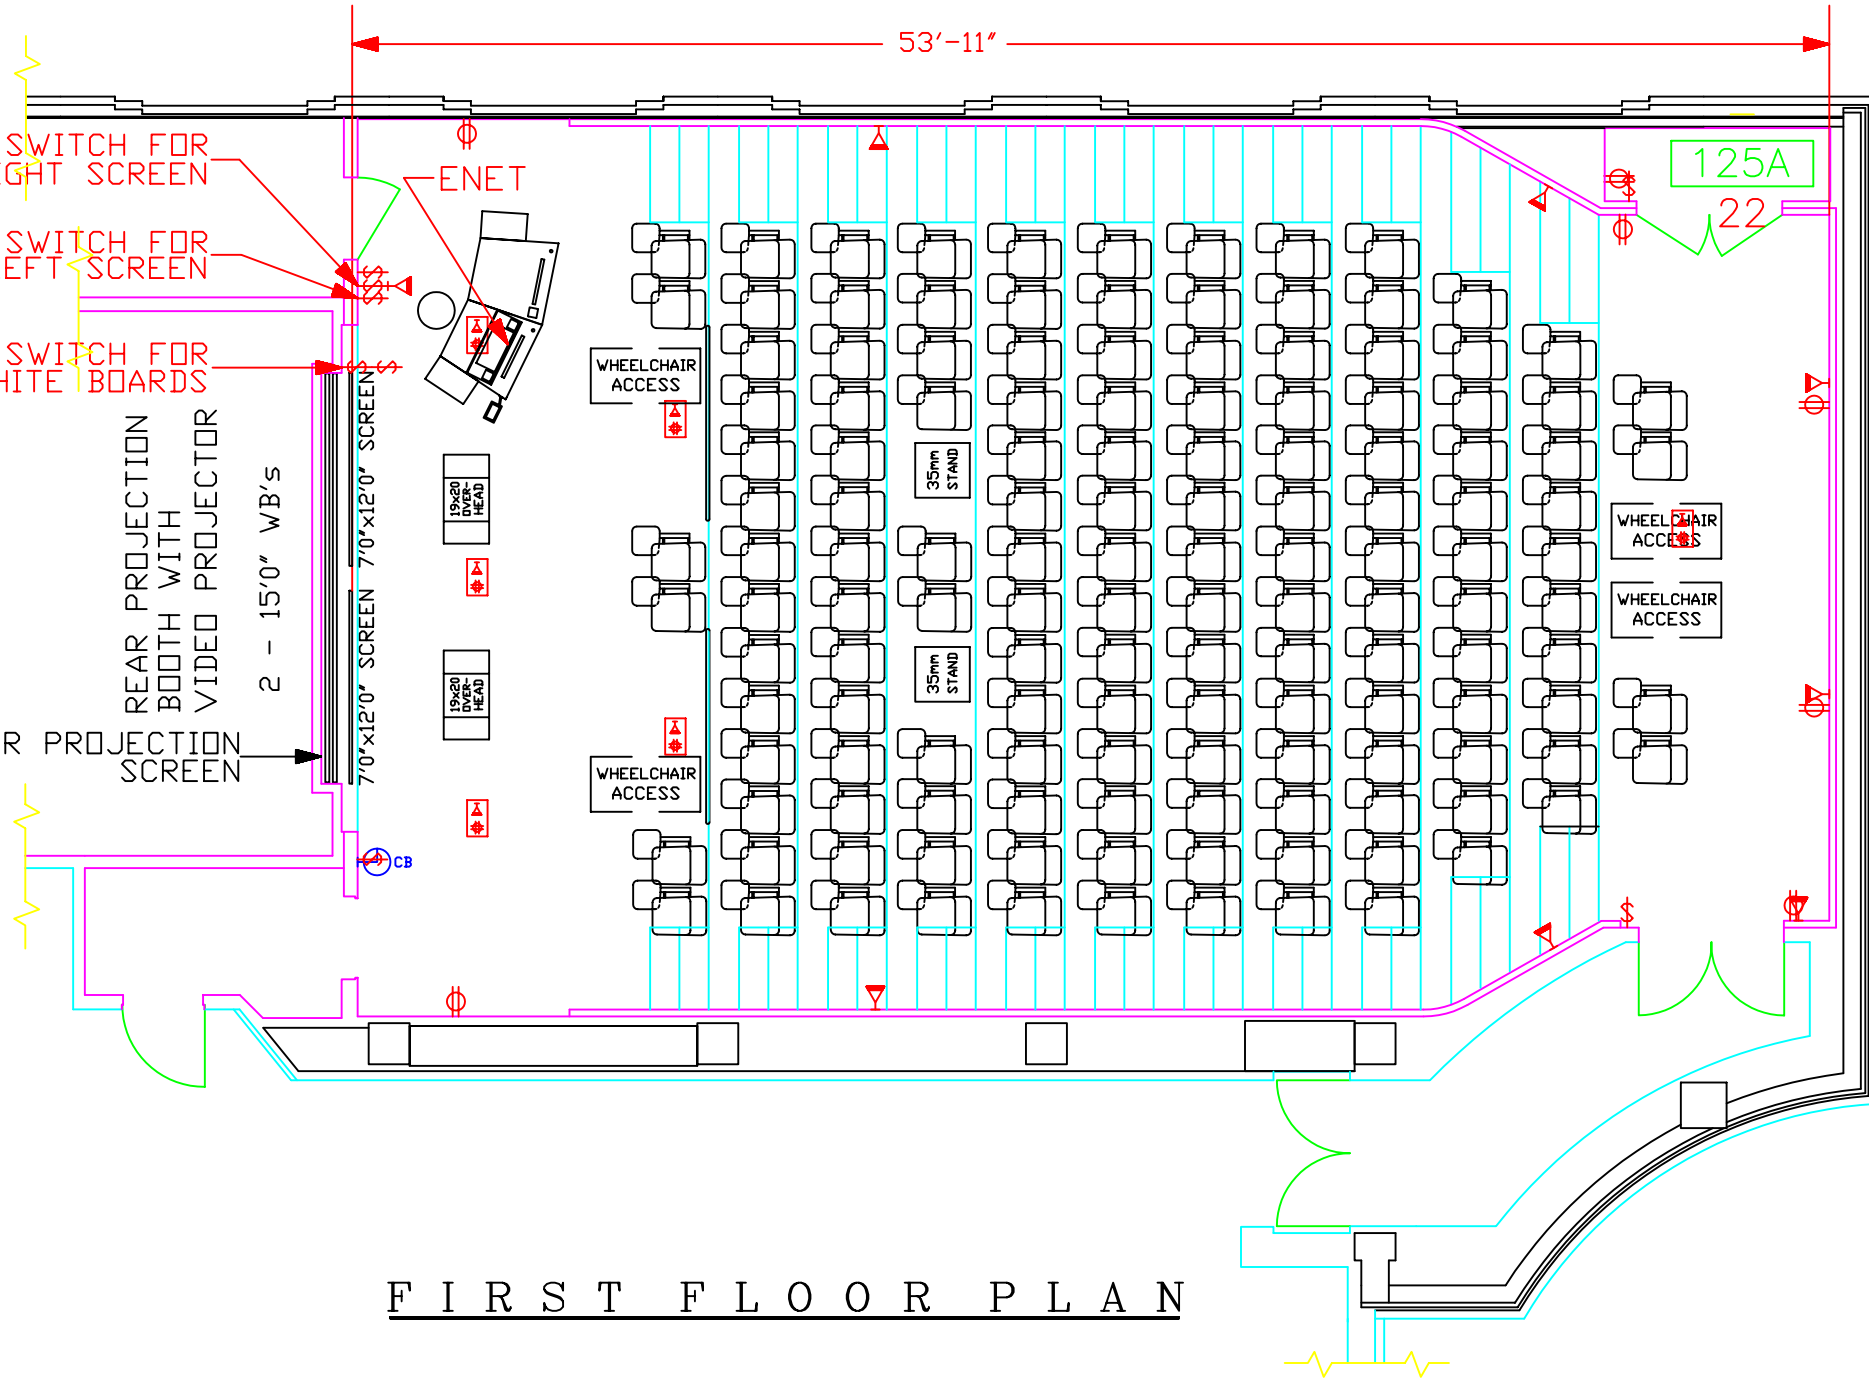 53'-11"
SWITCH FOR
SCREEN
ENET
125A
22
SWITCH FOR
SCREEN
SWITCH FOR
BOARDS
WHEELCHAIR
ACCESS
REAR PROJECTION
BOOTH WITH
VIDEO PROJECTOR
2 - 15'0" WB's
7'0"x12'0" SCREEN
7'0"x12'0" SCREEN
19x20
OVER-
HEAD
19x20
OVER-
HEAD
35mm
STAND
35mm
STAND
WHEELCHAIR
ACCESS
WHEELCHAIR
ACCESS
R PROJECTION
SCREEN
WHEELCHAIR
ACCESS
CB
FIRST FLOOR PLAN